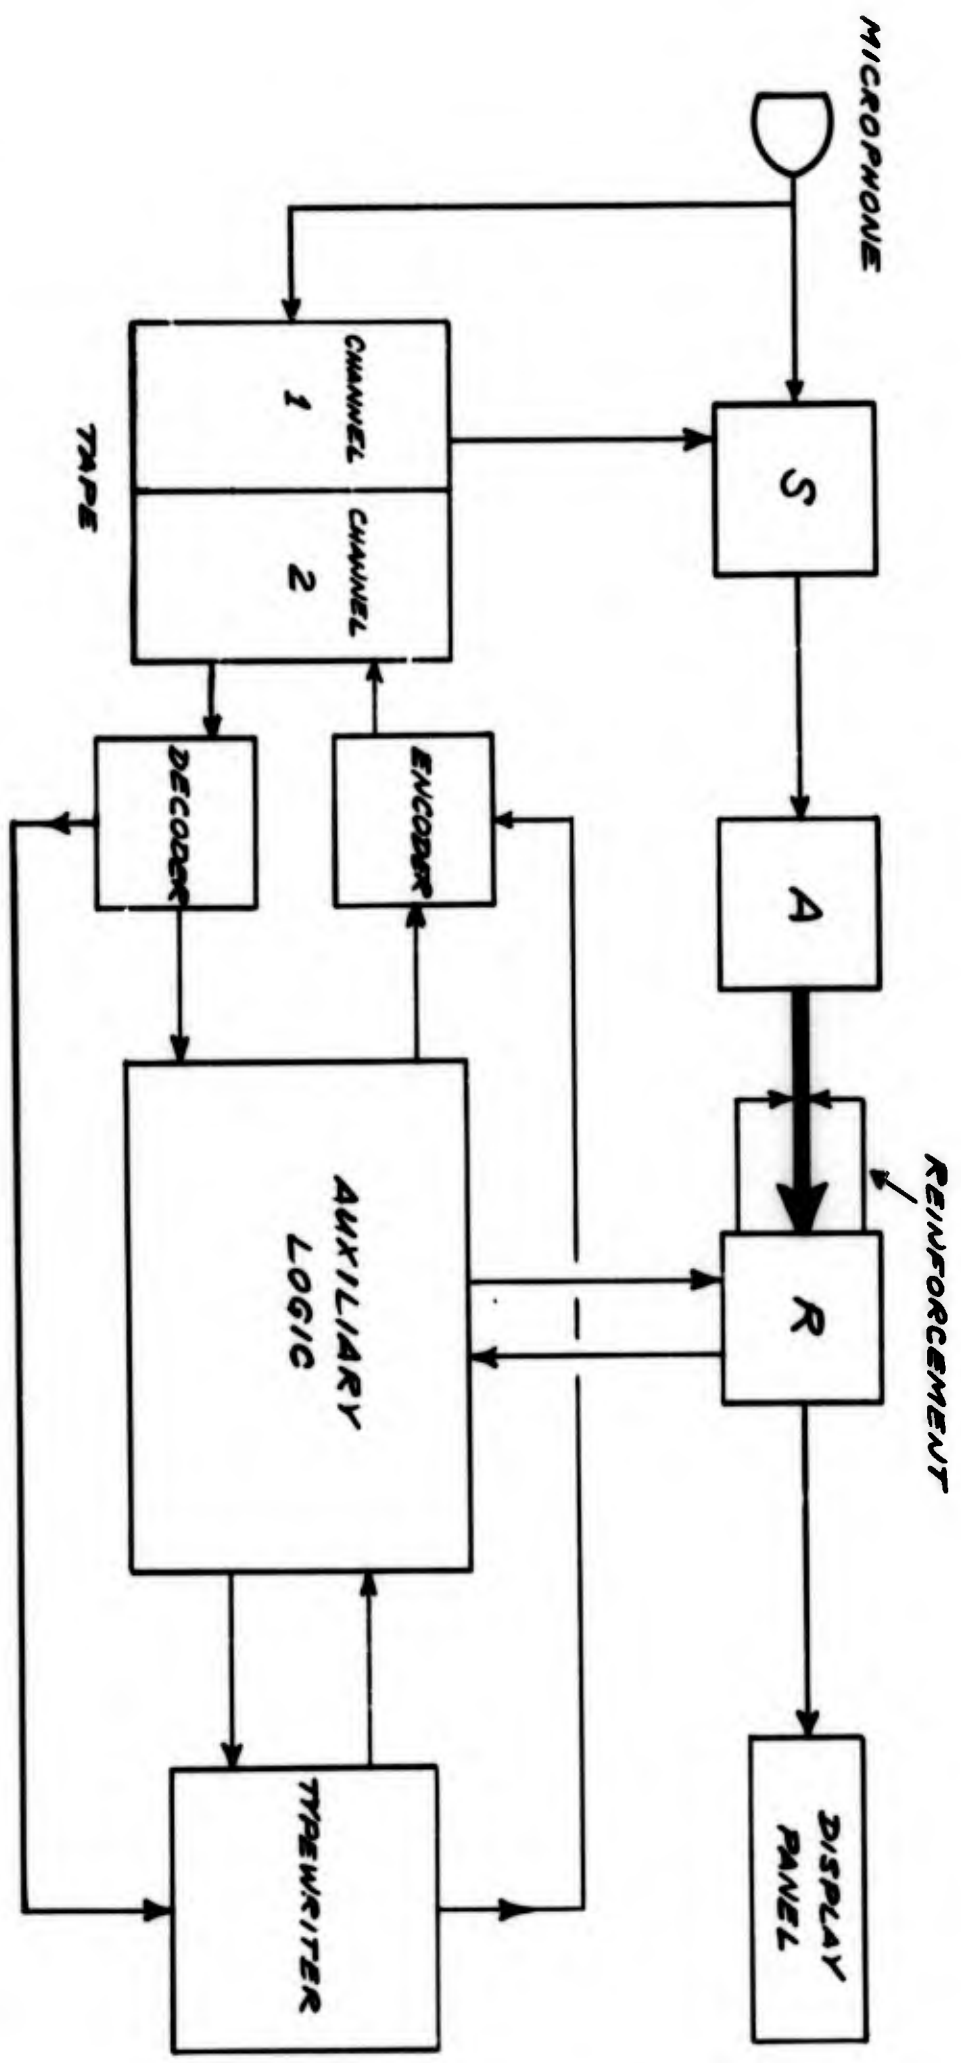 MICROPHONE
S
A
REINFORCEMENT
R
DISPLAY
PANEL
CHANNEL
1
CHANNEL
2
TAPE
ENCODER
DECODER
AUXILIARY
LOGIC
TYPEWRITER